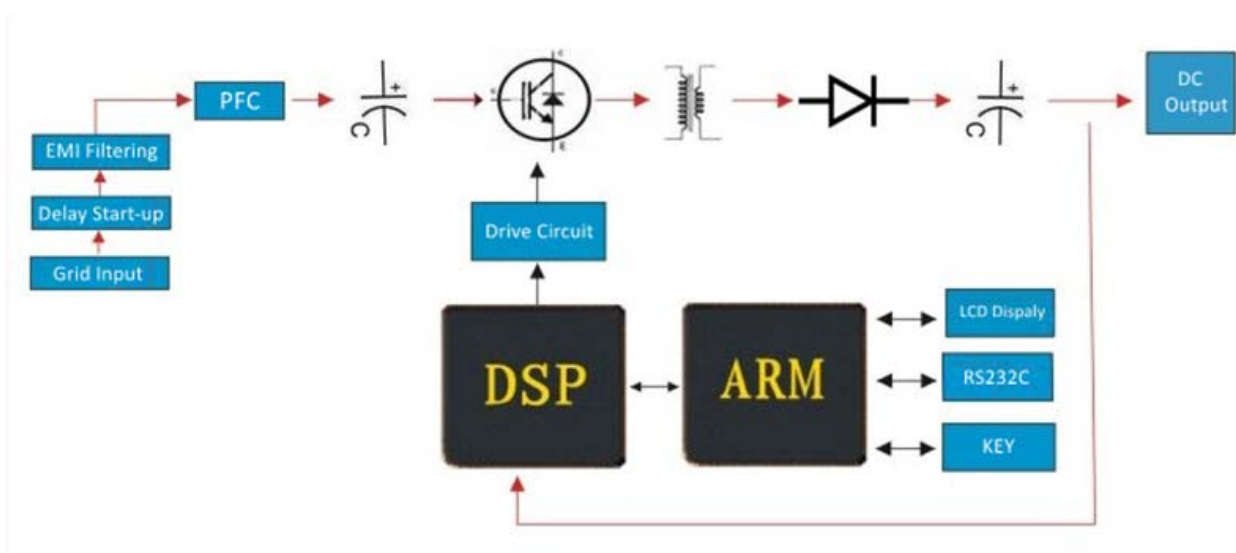 DC
Output
PFC
+
C
+
C
EMI Filtering
Delay Start-up
Grid Input
Drive Circuit
DSP
ARM
LCD Dispaly
RS232C
KEY